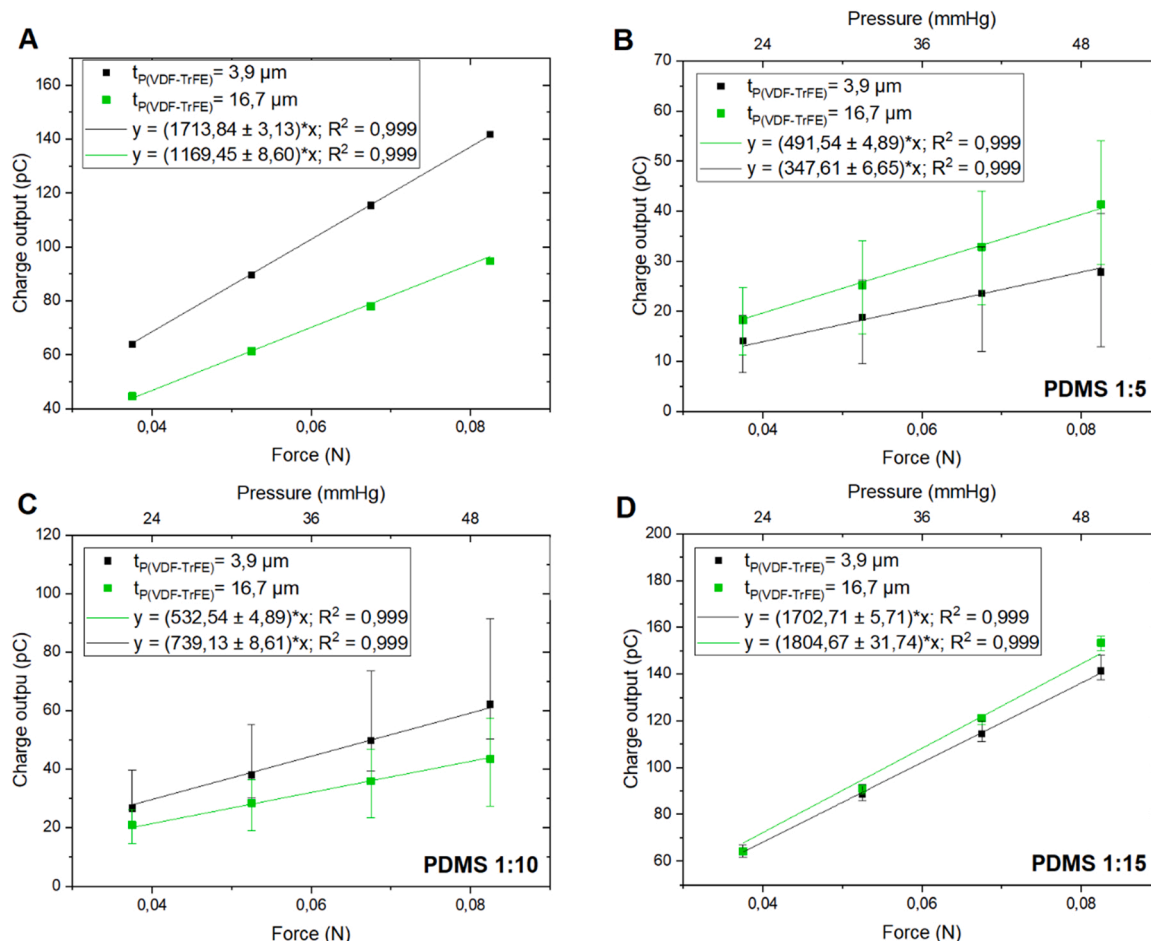 A
t_P(VDF-TrFE)= 3,9 µm
t_P(VDF-TrFE)= 16,7 µm
y = (1713,84 ± 3,13)*x; R² = 0,999
y = (1169,45 ± 8,60)*x; R² = 0,999
160
140
120
100
80
60
40
Charge output (pC)
0,04
0,06
0,08
Force (N)
B
Pressure (mmHg)
24
36
48
t_P(VDF-TrFE)= 3,9 µm
t_P(VDF-TrFE)= 16,7 µm
y = (491,54 ± 4,89)*x; R² = 0,999
y = (347,61 ± 6,65)*x; R² = 0,999
70
60
50
40
30
20
10
0
Charge output (pC)
PDMS 1:5
0,04
0,06
0,08
Force (N)
C
Pressure (mmHg)
24
36
48
t_P(VDF-TrFE)= 3,9 µm
t_P(VDF-TrFE)= 16,7 µm
y = (532,54 ± 4,89)*x; R² = 0,999
y = (739,13 ± 8,61)*x; R² = 0,999
120
100
80
60
40
20
0
Charge outpu (pC)
PDMS 1:10
0,04
0,06
0,08
Force (N)
D
Pressure (mmHg)
24
36
48
t_P(VDF-TrFE)= 3,9 µm
t_P(VDF-TrFE)= 16,7 µm
y = (1702,71 ± 5,71)*x; R² = 0,999
y = (1804,67 ± 31,74)*x; R² = 0,999
200
180
160
140
120
100
80
60
Charge output (pC)
PDMS 1:15
0,04
0,06
0,08
Force (N)